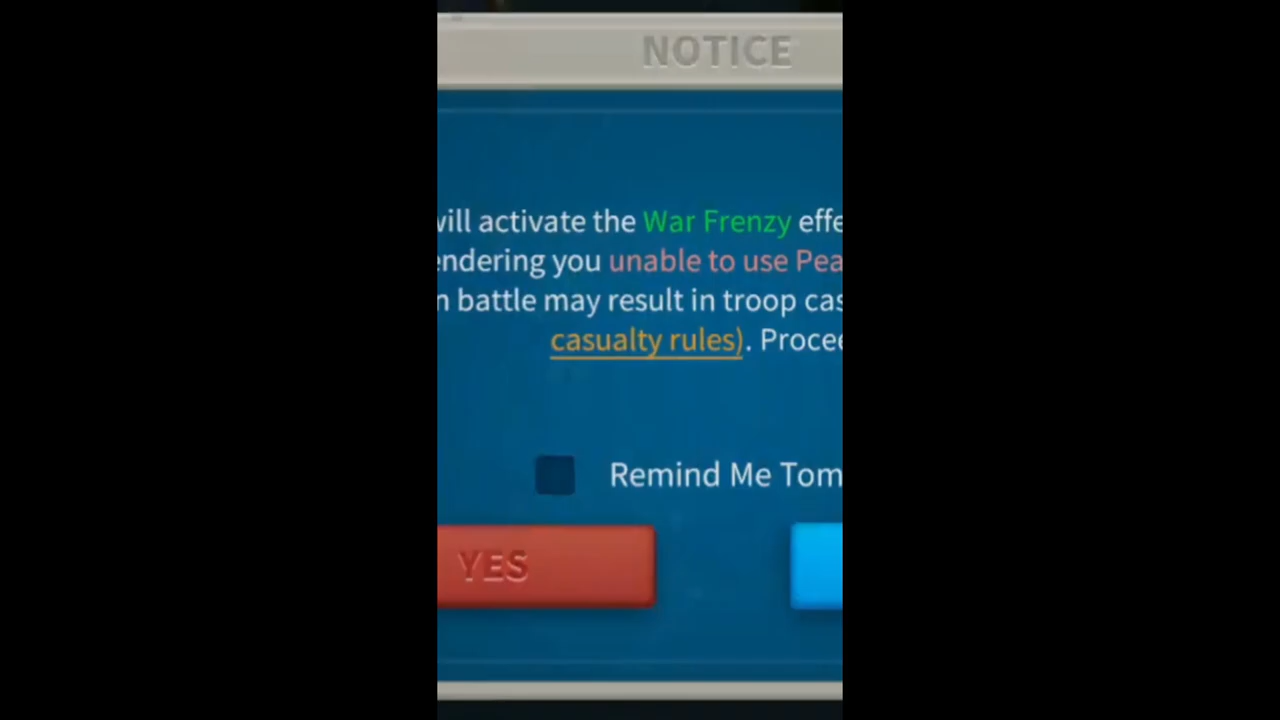 NOTICE
will activate the War Frenzy effe
endering you unable to use Pea
n battle may result in troop cas
casualty rules). Procee
Remind Me Tom
YES